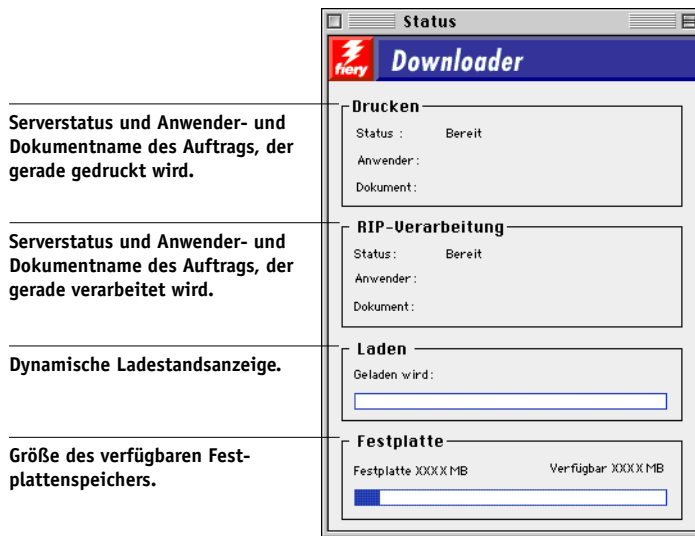 Status
fiery
Downloader
Serverstatus und Anwender- und
Dokumentname des Auftrags, der
gerade gedruckt wird.
Drucken
Status : Bereit
Anwender :
Dokument :
Serverstatus und Anwender- und
Dokumentname des Auftrags, der
gerade verarbeitet wird.
RIP-Verarbeitung
Status : Bereit
Anwender :
Dokument :
Dynamische Ladestandsanzeige.
Laden
Geladen wird :
Größe des verfügbaren Fest-
plattenspeichers.
Festplatte
Festplatte XXXX MB Verfügbar XXXX MB